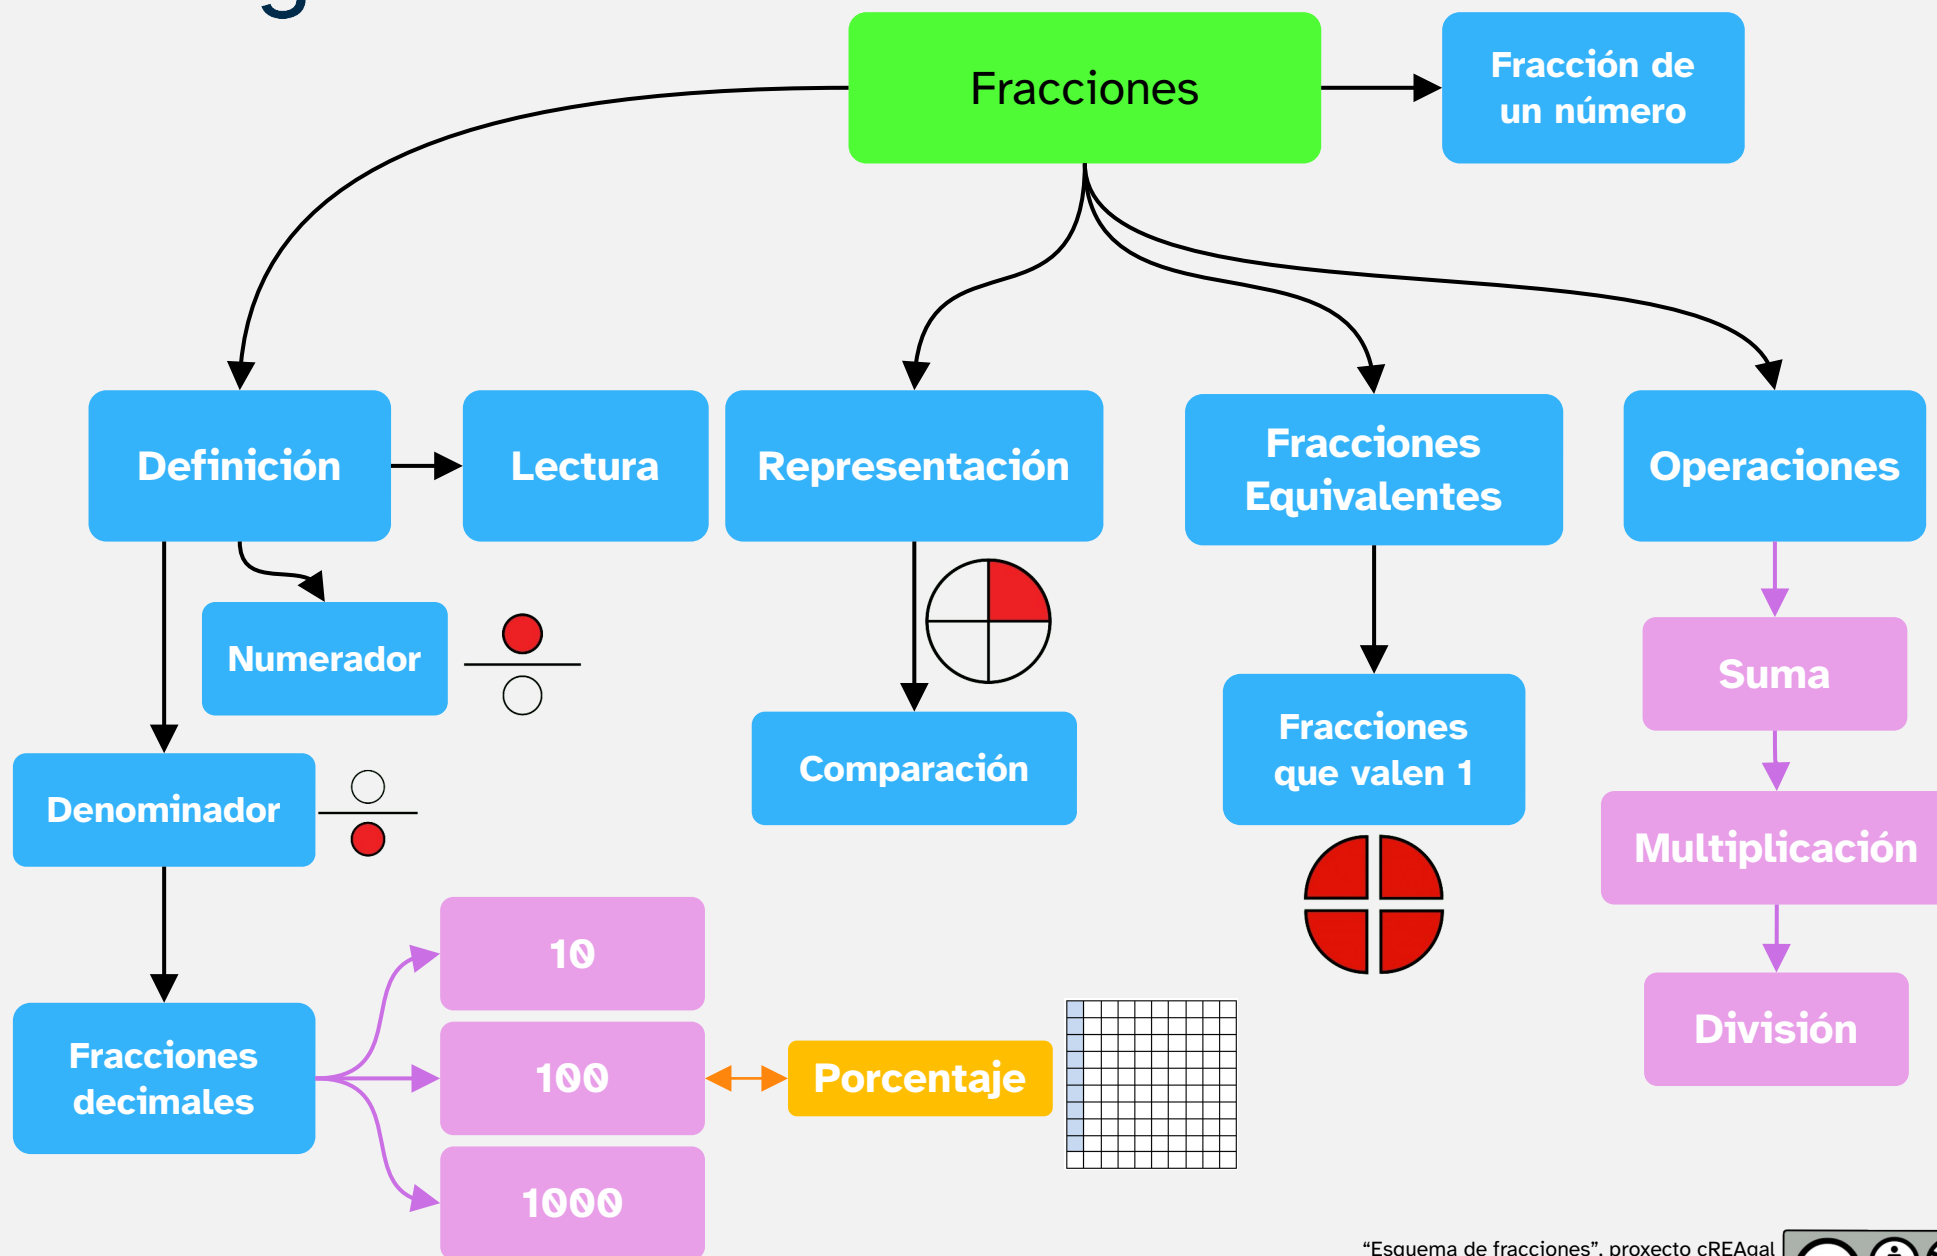 Fracciones
Fracción de
un número
Definición
Lectura
Representación
Fracciones
Equivalentes
Operaciones
Numerador
Suma
Denominador
Comparación
Fracciones
que valen 1
Multiplicación
10
Fracciones
decimales
100
Porcentaje
División
1000
“Esquema de fracciones”, proxecto cREAgal